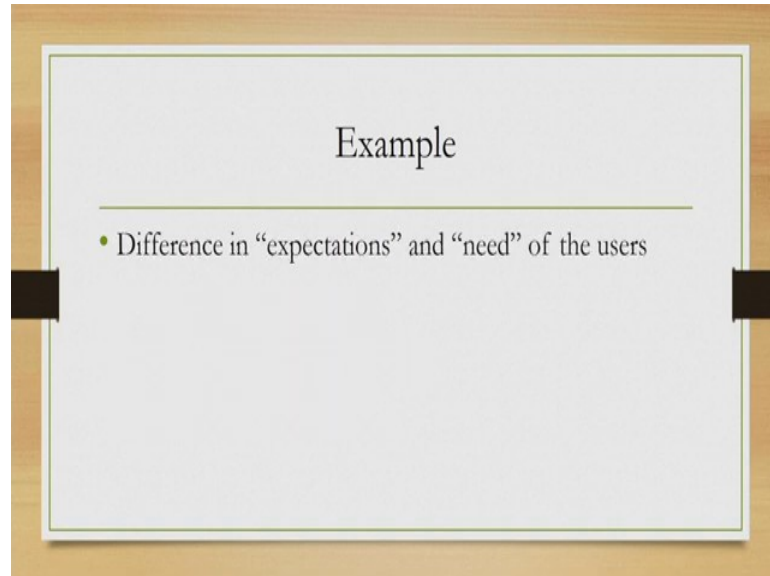 Example
• Difference in “expectations” and “need” of the users